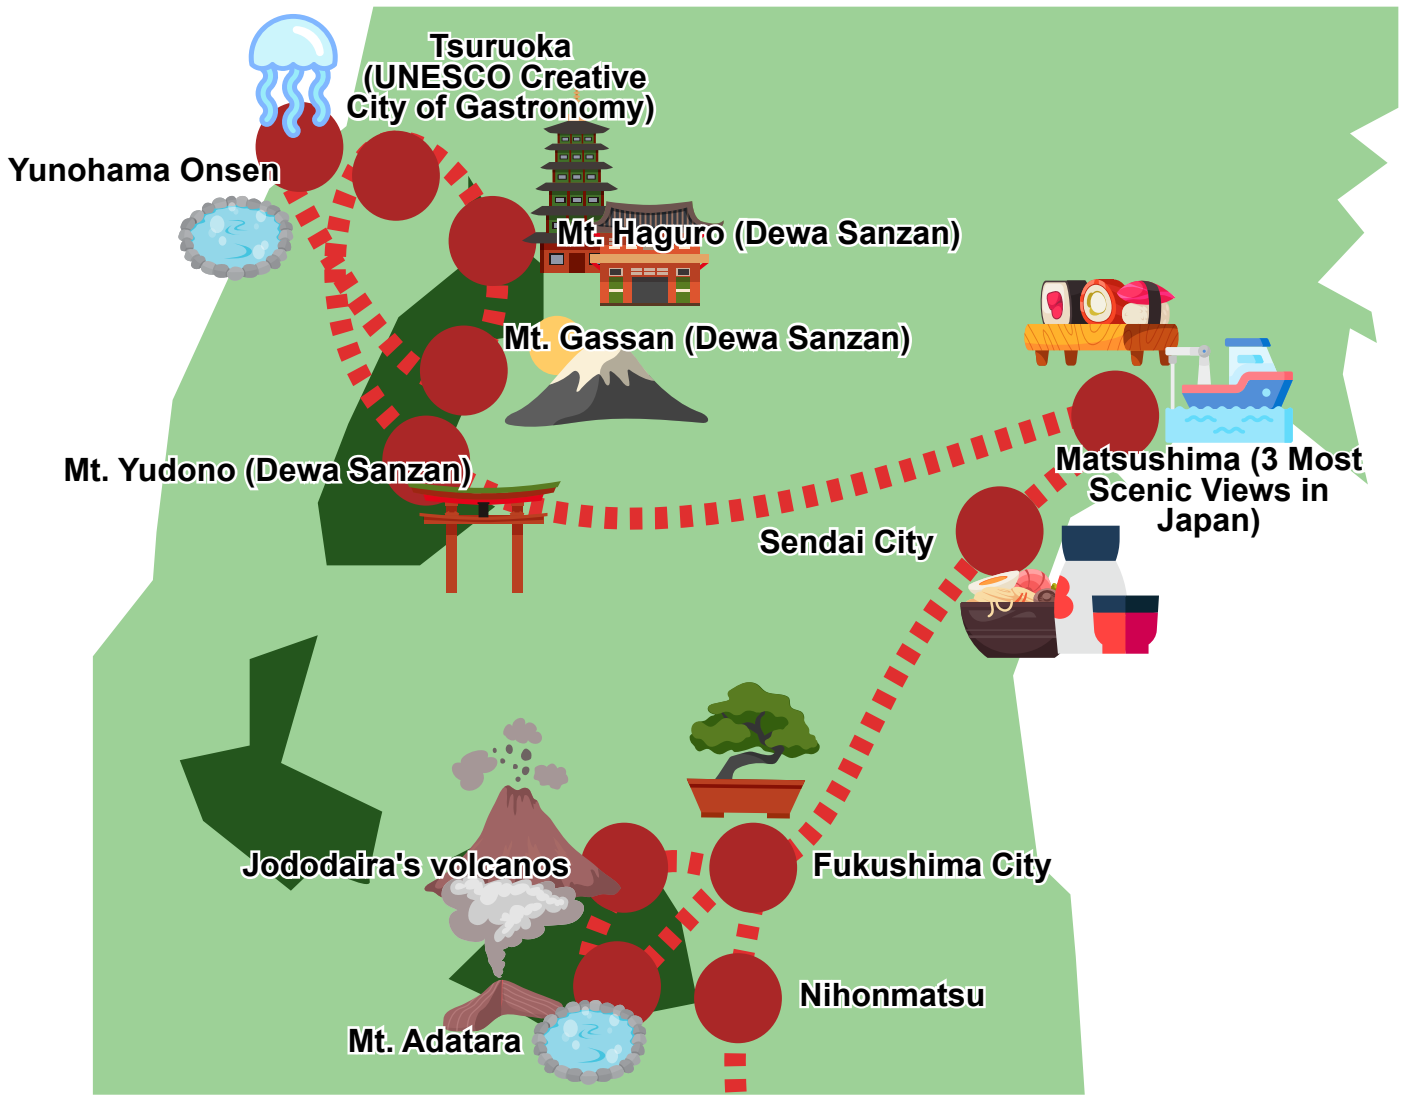 Tsuruoka
(UNESCO Creative
City of Gastronomy)
Yunohama Onsen
Mt. Haguro (Dewa Sanzan)
Mt. Gassan (Dewa Sanzan)
Mt. Yudono (Dewa Sanzan)
Matsushima (3 Most
Scenic Views in
Japan)
Sendai City
Jododaira's volcanos
Fukushima City
Nihonmatsu
Mt. Adatara